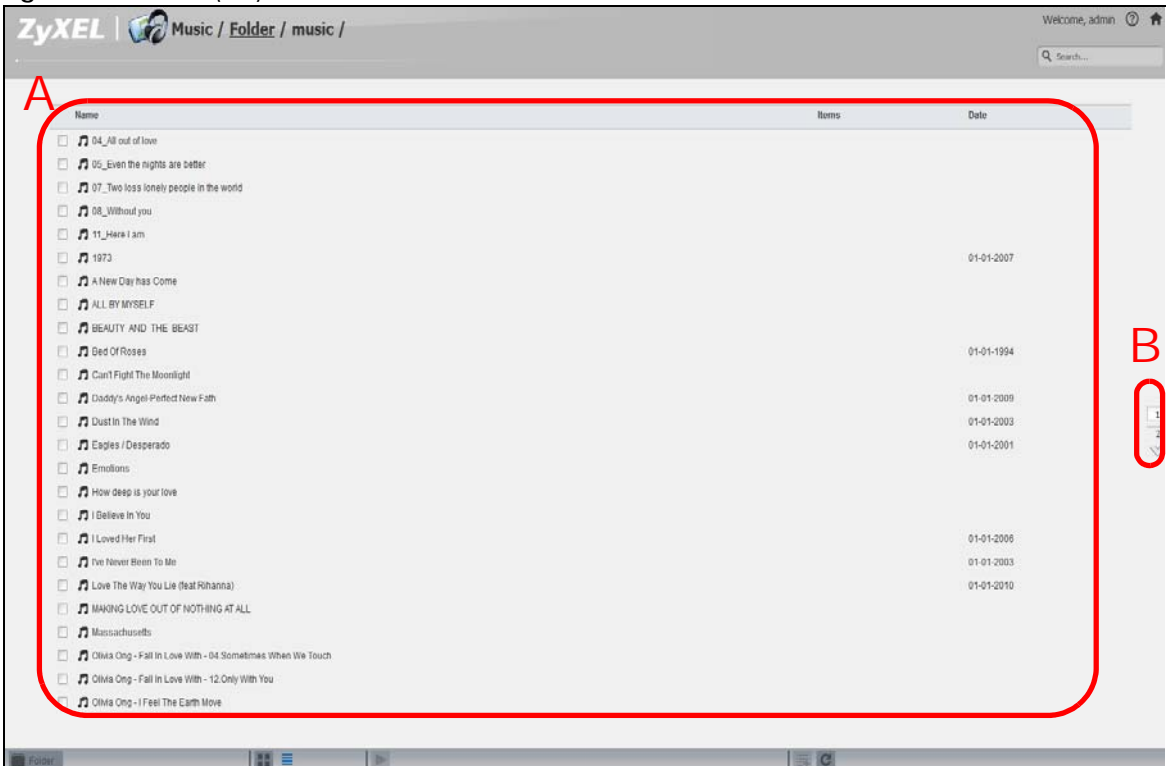 ZyXEL Music / Folder / music / Welcome, admin
Search...
A
Name Items Date
04_All out of love
05_Even the nights are better
07_Two loss lonely people in the world
08_Without you
11_Here I am
1973 01-01-2007
A New Day has Come
ALL BY MYSELF
BEAUTY AND THE BEAST
Bed Of Roses 01-01-1994
B
Can't Fight The Moonlight
Daddy's Angel-Perfect New Fath 01-01-2009
Dust In The Wind 01-01-2003
1
Eagles / Desperado 01-01-2001
2
Emotions
How deep is your love
I Believe In You
I Loved Her First 01-01-2006
I've Never Been To Me 01-01-2003
Love The Way You Lie (feat Rihanna) 01-01-2010
MAKING LOVE OUT OF NOTHING AT ALL
Massachusetts
Olivia Ong - Fall In Love With - 04.Sometimes When We Touch
Olivia Ong - Fall In Love With - 12.Only With You
Olivia Ong - I Feel The Earth Move
Folder